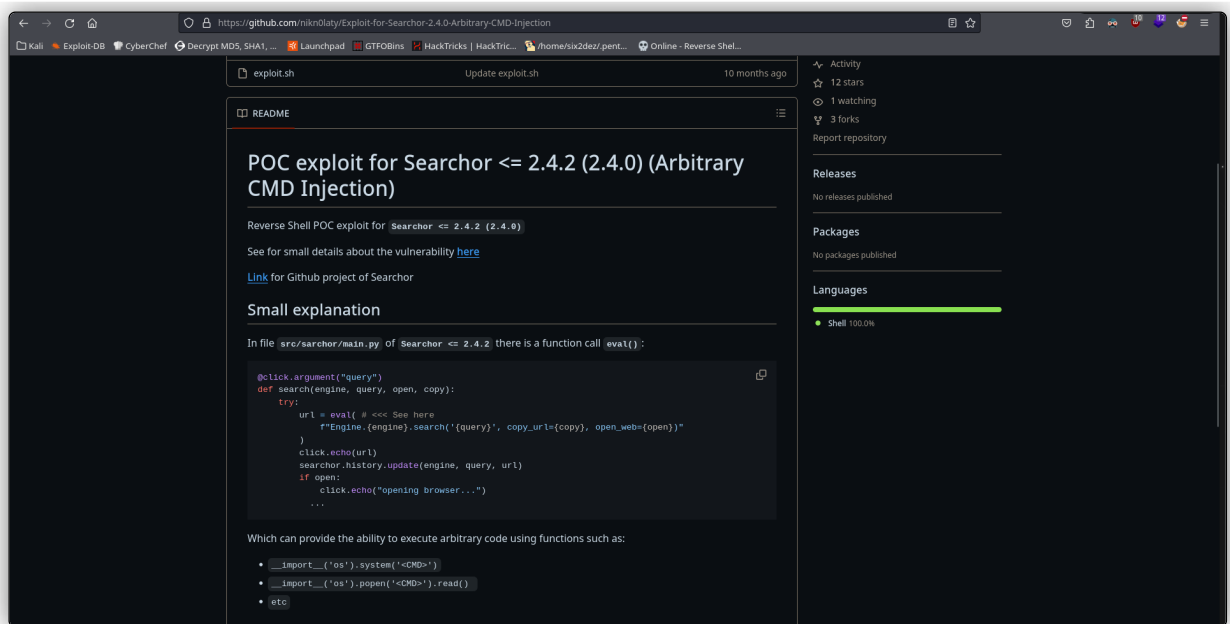 https://github.com/nikn0laty/Exploit-for-Searchor-2.4.0-Arbitrary-CMD-Injection
10
12
Kali
Exploit-DB
CyberChef
Decrypt MD5, SHA1, ...
Launchpad
GTFOBins
HackTricks | HackTric...
/home/six2dez/.pent...
Online - Reverse Shel...
exploit.sh
Update exploit.sh
10 months ago
README
POC exploit for Searchor <= 2.4.2 (2.4.0) (Arbitrary
CMD Injection)
Reverse Shell POC exploit for Searchor <= 2.4.2 (2.4.0)
See for small details about the vulnerability here
Link for Github project of Searchor
Small explanation
In file src/sarchor/main.py of Searchor <= 2.4.2 there is a function call eval():
@click.argument("query")
def search(engine, query, open, copy):
    try:
        url = eval( # <<< See here
            f"Engine.{engine}.search('{query}', copy_url={copy}, open_web={open})"
        )
        click.echo(url)
        searchor.history.update(engine, query, url)
        if open:
            click.echo("opening browser...")
          ...
Which can provide the ability to execute arbitrary code using functions such as:
• __import__('os').system('<CMD>')
• __import__('os').popen('<CMD>').read()
• etc
Activity
12 stars
1 watching
3 forks
Report repository
Releases
No releases published
Packages
No packages published
Languages
Shell 100.0%